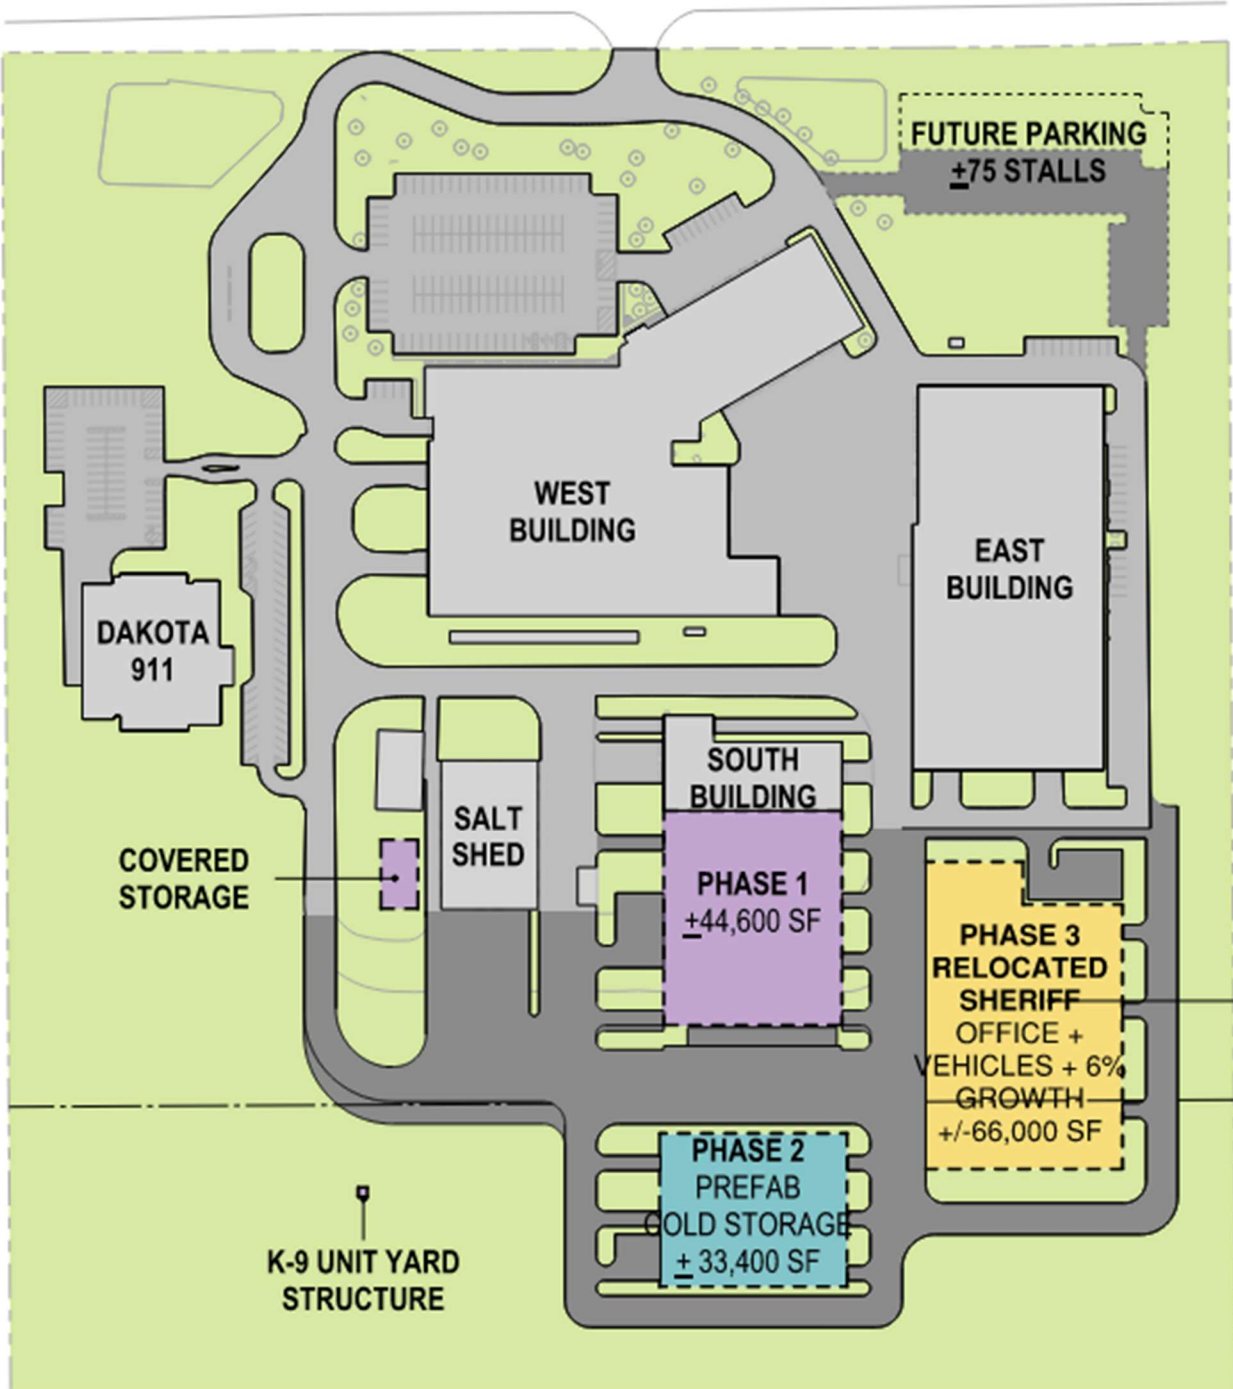 FUTURE PARKING
+75 STALLS
WEST
BUILDING
EAST
BUILDING
DAKOTA
911
SOUTH
BUILDING
SALT
SHED
COVERED
STORAGE
PHASE 1
+44,600 SF
PHASE 3
RELOCATED
SHERIFF
OFFICE +
VEHICLES + 6%
GROWTH
+/-66,000 SF
PHASE 2
PREFAB
COLD STORAGE
+ 33,400 SF
K-9 UNIT YARD
STRUCTURE